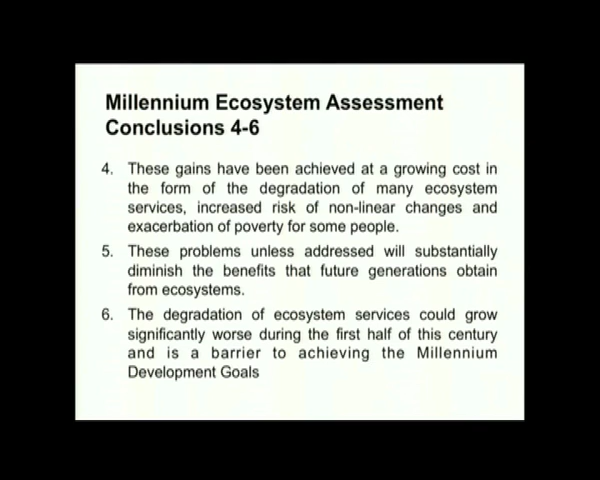 Millennium Ecosystem Assessment
Conclusions 4-6
4. These gains have been achieved at a growing cost in
the form of the degradation of many ecosystem
services, increased risk of non-linear changes and
exacerbation of poverty for some people.
5. These problems unless addressed will substantially
diminish the benefits that future generations obtain
from ecosystems.
6. The degradation of ecosystem services could grow
significantly worse during the first half of this century
and is a barrier to achieving the Millennium
Development Goals